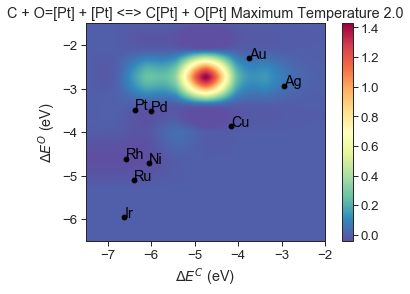 C + O=[Pt] + [Pt] <=> C[Pt] + O[Pt] Maximum Temperature 2.0
1.4
−2
Au
1.2
Ag
−3
1.0
Pt
Pd
Cu
0.8
−4
ΔE^O (eV)
Rh
Ni
0.6
−5
Ru
0.4
−6
Ir
0.2
0.0
−7
−6
−5
−4
−3
−2
ΔE^C (eV)